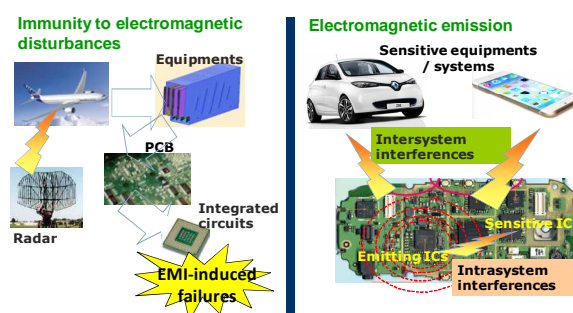 Immunity to electromagnetic
disturbances
Equipments
PCB
Integrated
circuits
Radar
EMI-induced
failures
Electromagnetic emission
Sensitive equipments
/ systems
Intersystem
interferences
Sensitive IC
Emitting ICs
Intrasystem
interferences